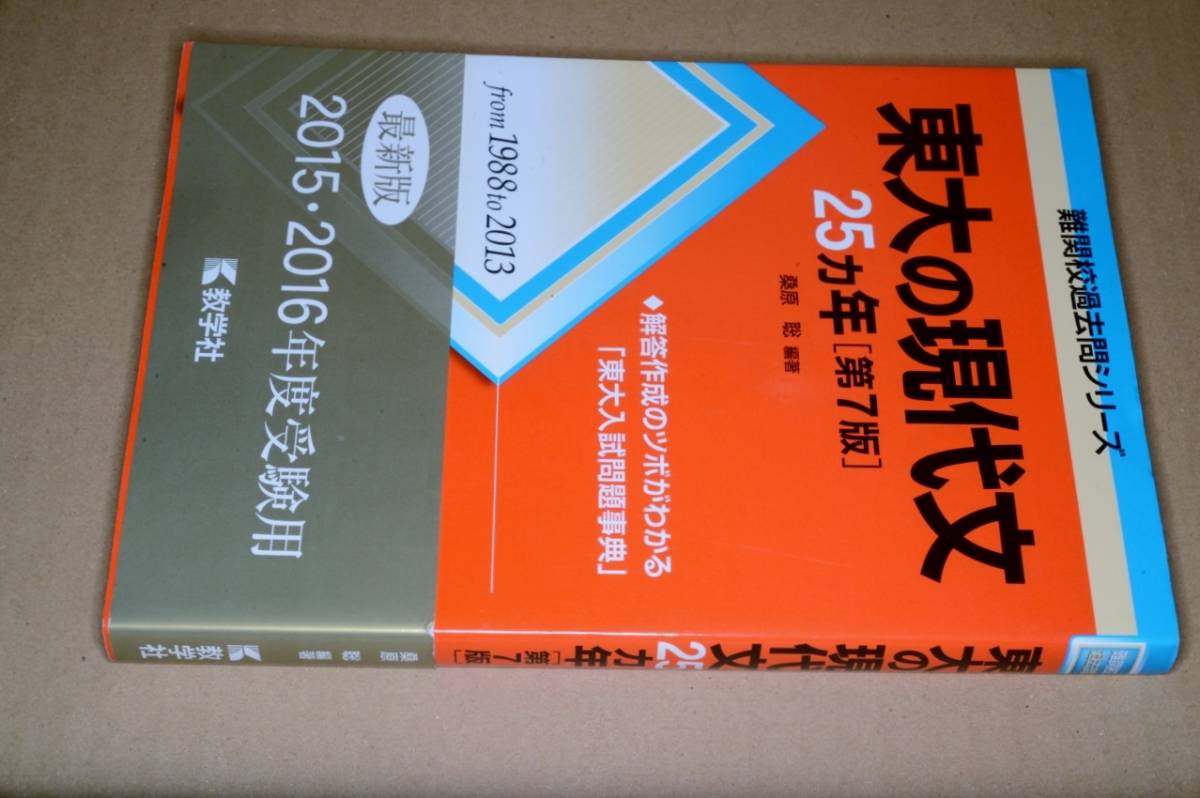 難関校過去問シリーズ
東大の現代文
25カ年[第7版]
桑原 聡 編著
◆解答作成のツボがわかる
「東大入試問題事典」
from 1988 to 2013
最新版
2015・2016年度受験用
教学社
東大の
現代文
25
カ年
[第7版]
桑原 聡 編著
教学社